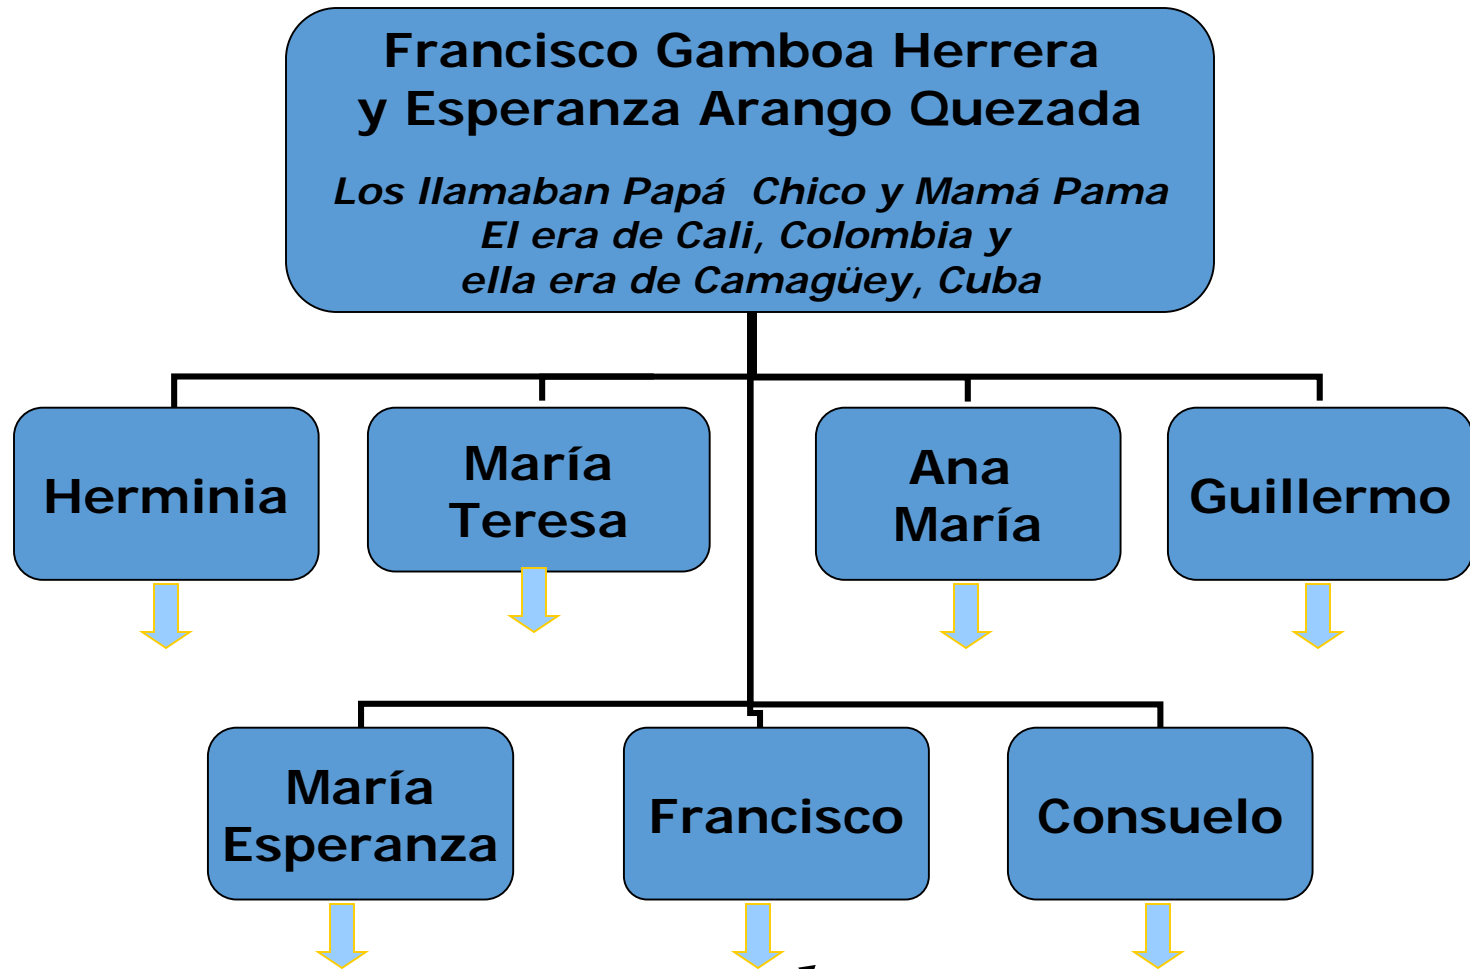 Francisco Gamboa Herrera
y Esperanza Arango Quezada
Los llamaban Papá Chico y Mamá Pama
El era de Cali, Colombia y
ella era de Camagüey, Cuba
Herminia
María
Teresa
Ana
María
Guillermo
María
Esperanza
Francisco
Consuelo